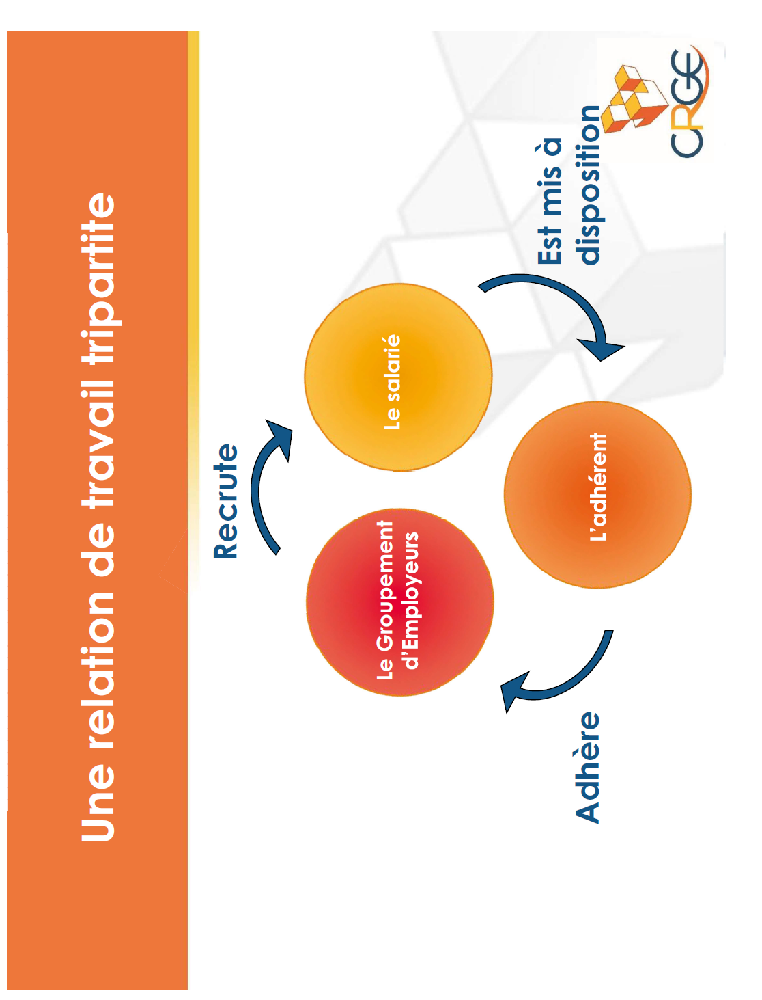 Une relation de travail tripartite
Recrute
Le Groupement
d'Employeurs
Le salarié
Est mis à
disposition
L'adhérent
Adhère
CRGE